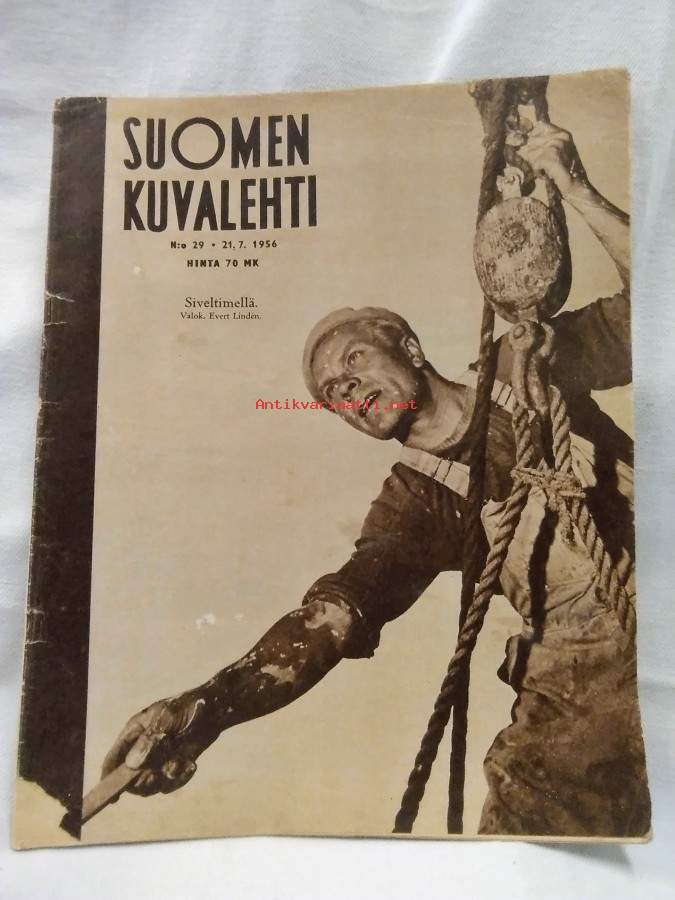 SUOMEN
KUVALEHTI
N:o 29 • 21.7. 1956
HINTA 70 MK
Siveltimellä.
Valok. Evert Lindén.
Antikvariaatti.net